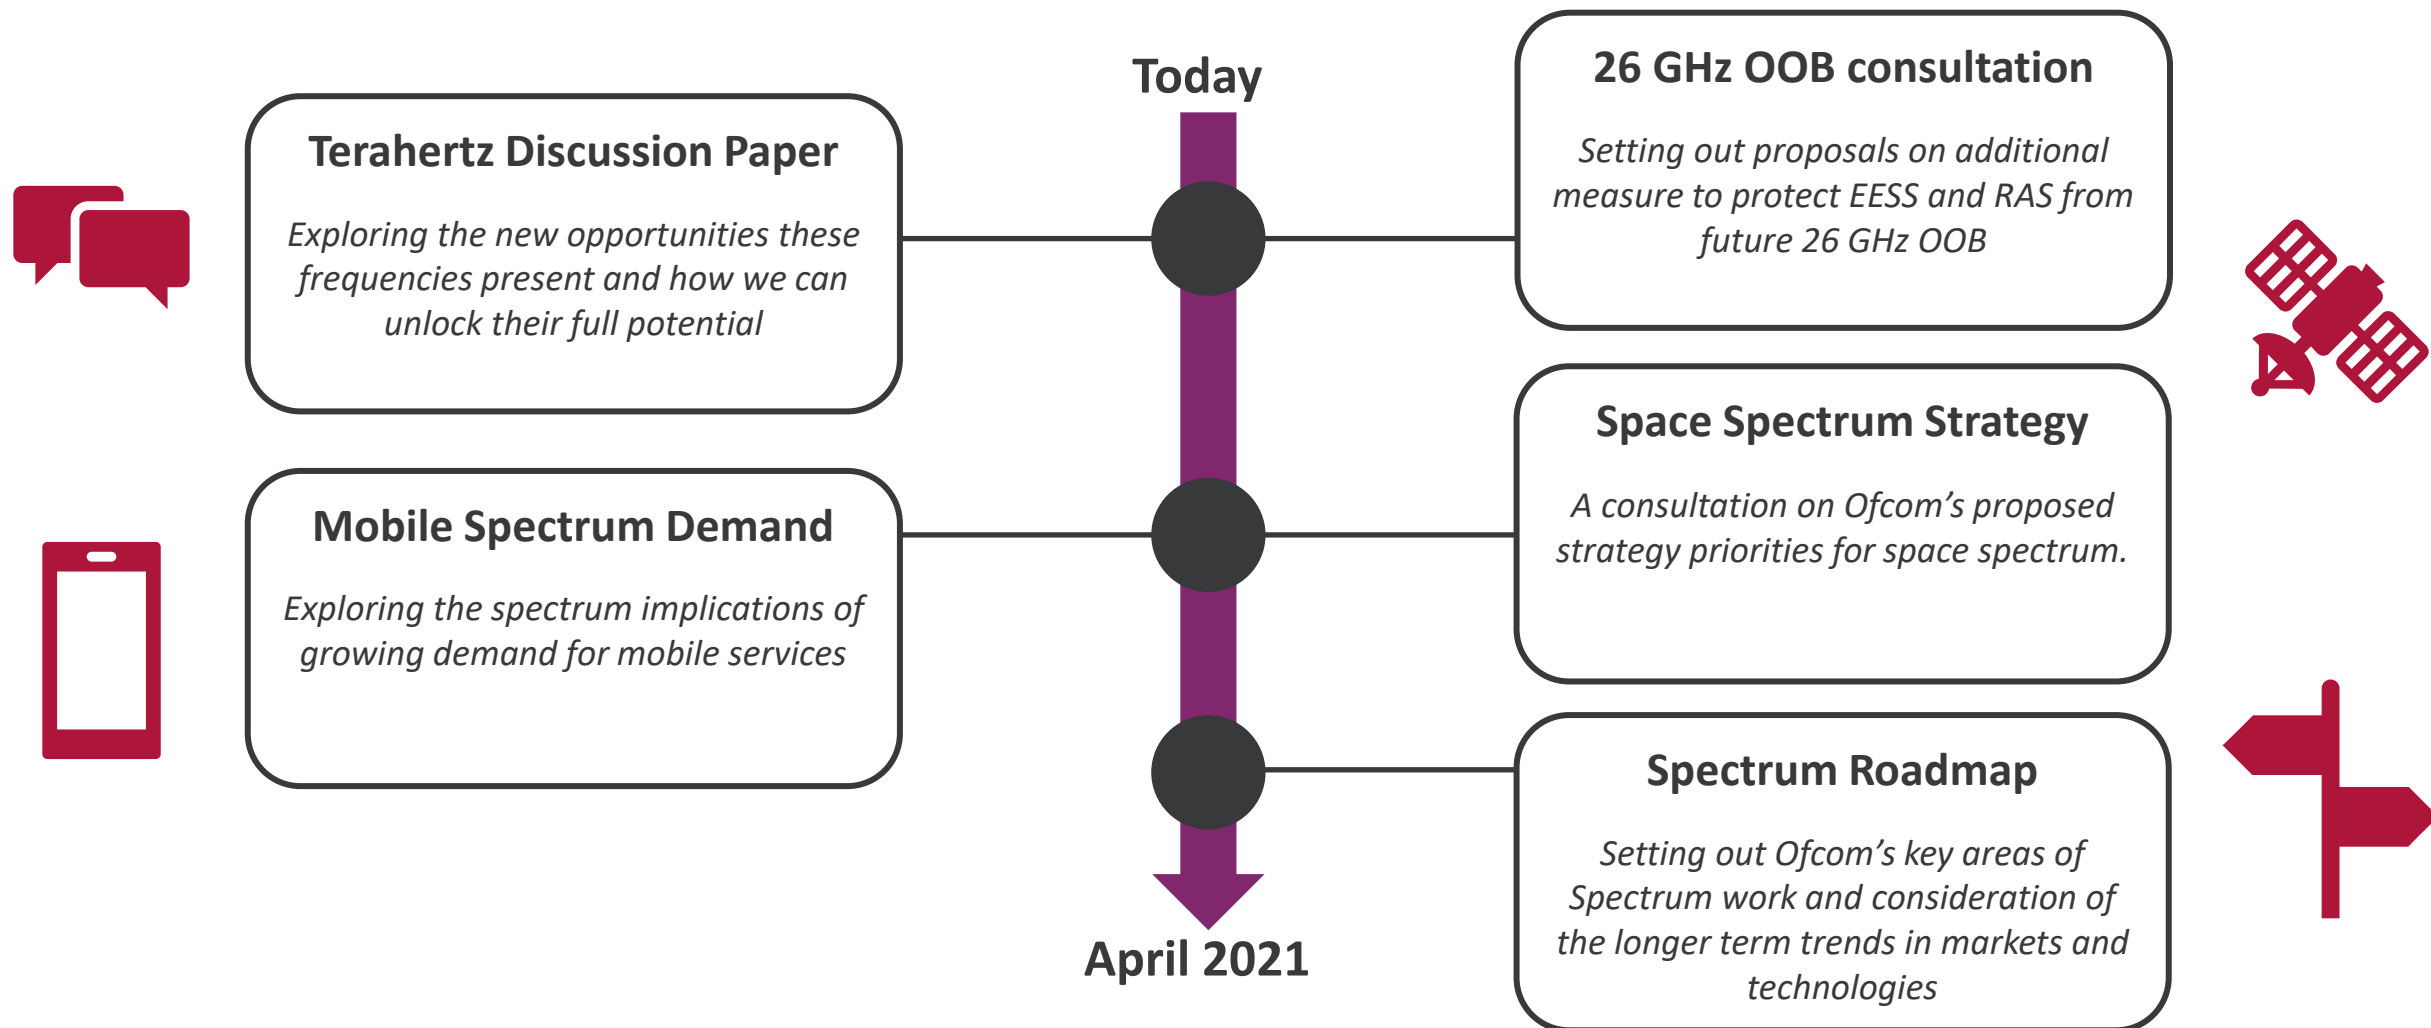 Today
Terahertz Discussion Paper
Exploring the new opportunities these
frequencies present and how we can
unlock their full potential
26 GHz OOB consultation
Setting out proposals on additional
measure to protect EESS and RAS from
future 26 GHz OOB
Mobile Spectrum Demand
Exploring the spectrum implications of
growing demand for mobile services
Space Spectrum Strategy
A consultation on Ofcom’s proposed
strategy priorities for space spectrum.
Spectrum Roadmap
Setting out Ofcom’s key areas of
Spectrum work and consideration of
the longer term trends in markets and
technologies
April 2021